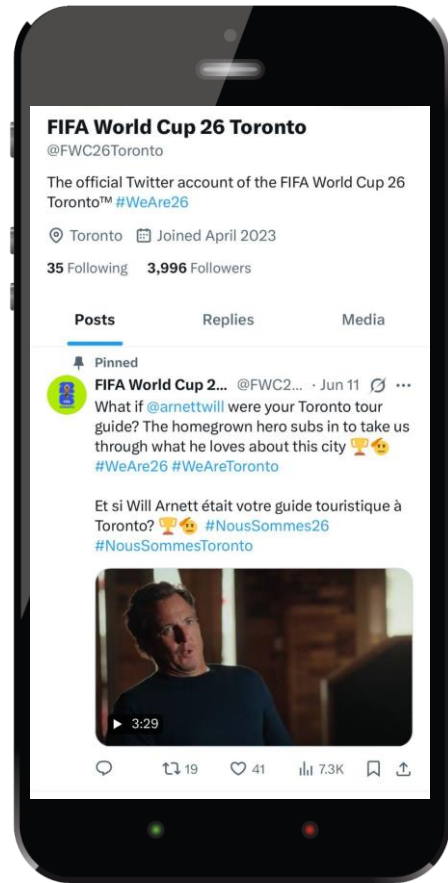 FIFA World Cup 26 Toronto
@FWC26Toronto
The official Twitter account of the FIFA World Cup 26
Toronto™ #WeAre26
Toronto Joined April 2023
35 Following 3,996 Followers
Posts Replies Media
Pinned
FIFA World Cup 2... @FWC2... · Jun 11
What if @arnettwill were your Toronto tour
guide? The homegrown hero subs in to take us
through what he loves about this city 🏆🫡
#WeAre26 #WeAreToronto
Et si Will Arnett était votre guide touristique à
Toronto? 🏆🫡 #NousSommes26
#NousSommesToronto
3:29
19 41 7.3K